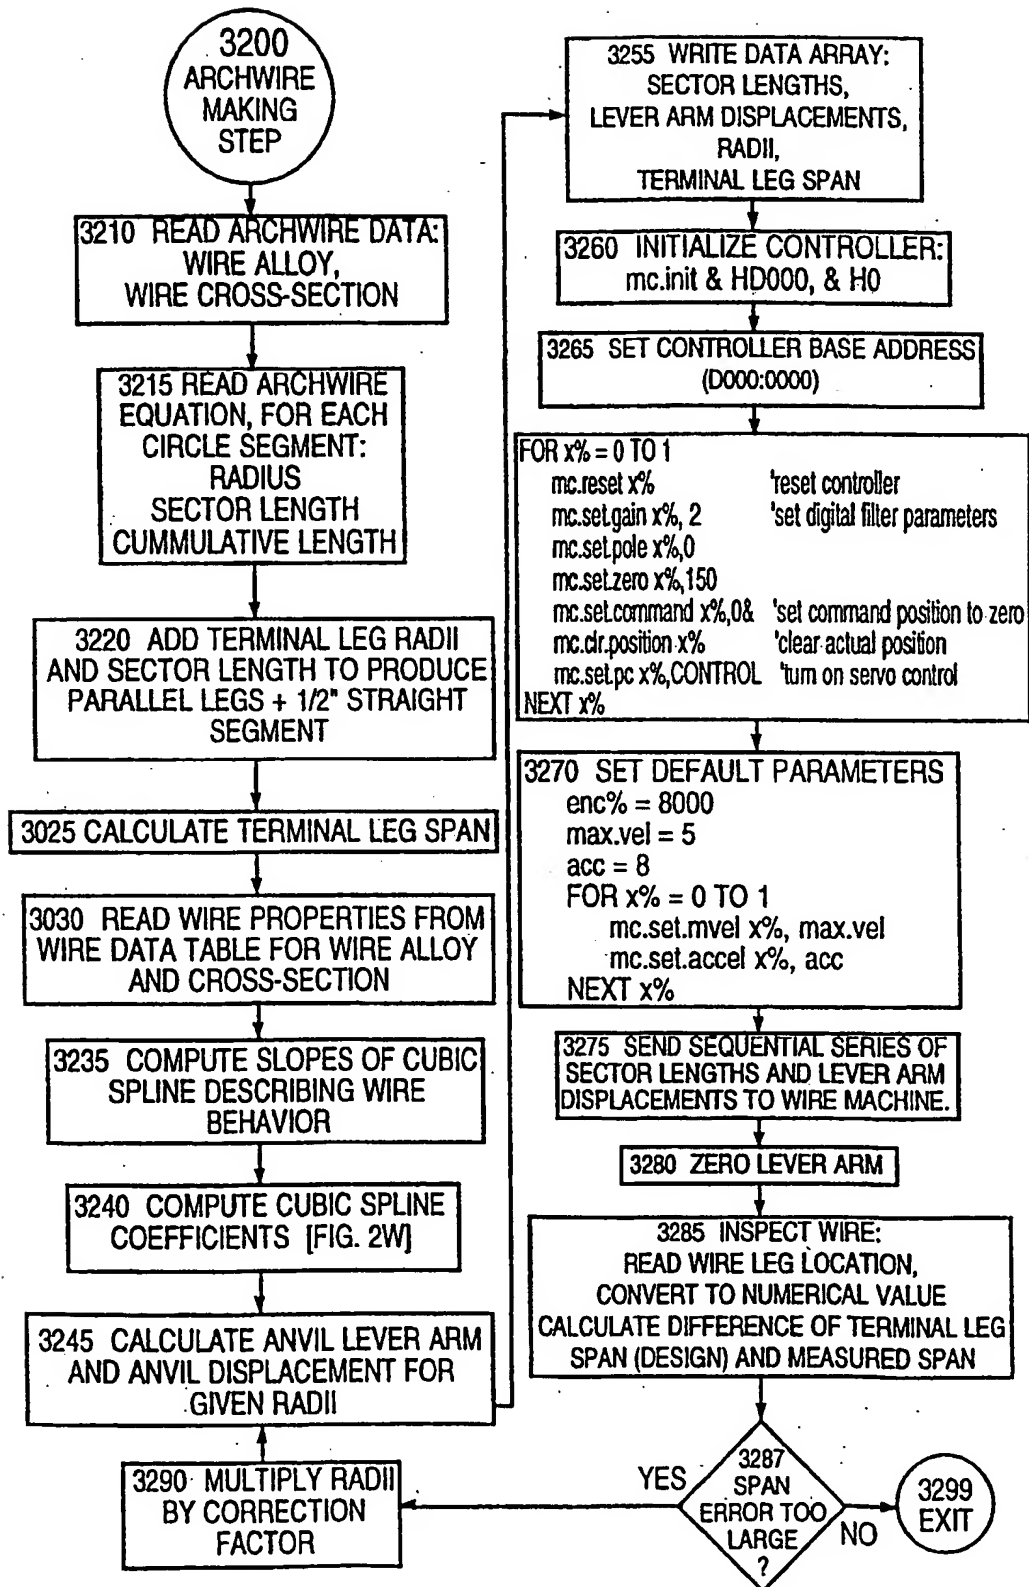 3200
ARCHWIRE
MAKING
STEP
3210 READ ARCHWIRE DATA:
WIRE ALLOY,
WIRE CROSS-SECTION
3215 READ ARCHWIRE
EQUATION, FOR EACH
CIRCLE SEGMENT:
RADIUS
SECTOR LENGTH
CUMMULATIVE LENGTH
3220 ADD TERMINAL LEG RADII
AND SECTOR LENGTH TO PRODUCE
PARALLEL LEGS + 1/2" STRAIGHT
SEGMENT
3025 CALCULATE TERMINAL LEG SPAN
3030 READ WIRE PROPERTIES FROM
WIRE DATA TABLE FOR WIRE ALLOY
AND CROSS-SECTION
3235 COMPUTE SLOPES OF CUBIC
SPLINE DESCRIBING WIRE
BEHAVIOR
3240 COMPUTE CUBIC SPLINE
COEFFICIENTS [FIG. 2W]
3245 CALCULATE ANVIL LEVER ARM
AND ANVIL DISPLACEMENT FOR
GIVEN RADII
3290 MULTIPLY RADII
BY CORRECTION
FACTOR
3255 WRITE DATA ARRAY:
SECTOR LENGTHS,
LEVER ARM DISPLACEMENTS,
RADII,
TERMINAL LEG SPAN
3260 INITIALIZE CONTROLLER:
mc.init & HD000, & H0
3265 SET CONTROLLER BASE ADDRESS
(D000:0000)
FOR x% = 0 TO 1
mc.reset x% 'reset controller
mc.set.gain x%, 2 'set digital filter parameters
mc.set.pole x%,0
mc.set.zero x%,150
mc.set.command x%,0& 'set command position to zero
mc.clr.position x% 'clear actual position
mc.set.pc x%,CONTROL 'turn on servo control
NEXT x%
3270 SET DEFAULT PARAMETERS
enc% = 8000
max.vel = 5
acc = 8
FOR x% = 0 TO 1
mc.set.mvel x%, max.vel
mc.set.accel x%, acc
NEXT x%
3275 SEND SEQUENTIAL SERIES OF
SECTOR LENGTHS AND LEVER ARM
DISPLACEMENTS TO WIRE MACHINE.
3280 ZERO LEVER ARM
3285 INSPECT WIRE:
READ WIRE LEG LOCATION,
CONVERT TO NUMERICAL VALUE
CALCULATE DIFFERENCE OF TERMINAL LEG
SPAN (DESIGN) AND MEASURED SPAN
3287
SPAN
ERROR TOO
LARGE
?
YES
NO
3299
EXIT